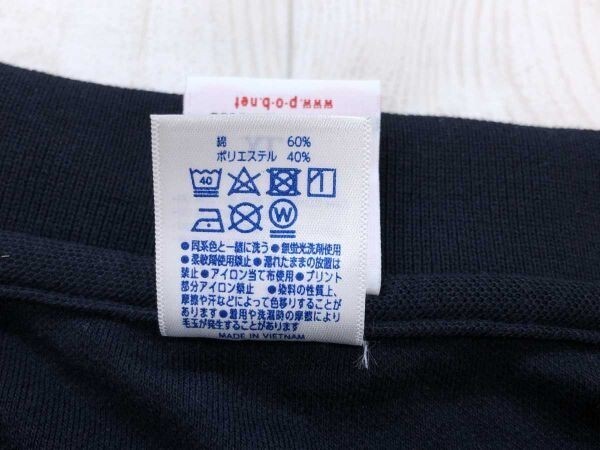 www.p-o-b.net
綿 60%
ポリエステル 40%
40
W
●同系色と一緒に洗う ●無蛍光洗剤使用
●柔軟剤使用禁止 ●濡れたままの放置は
禁止 ●アイロン当て布使用 ●プリント
部分アイロン禁止 ●染料の性質上、
摩擦や汗などによって色移りすることが
あります ●着用や洗濯時の摩擦により
毛玉が発生することがあります
MADE IN VIETNAM